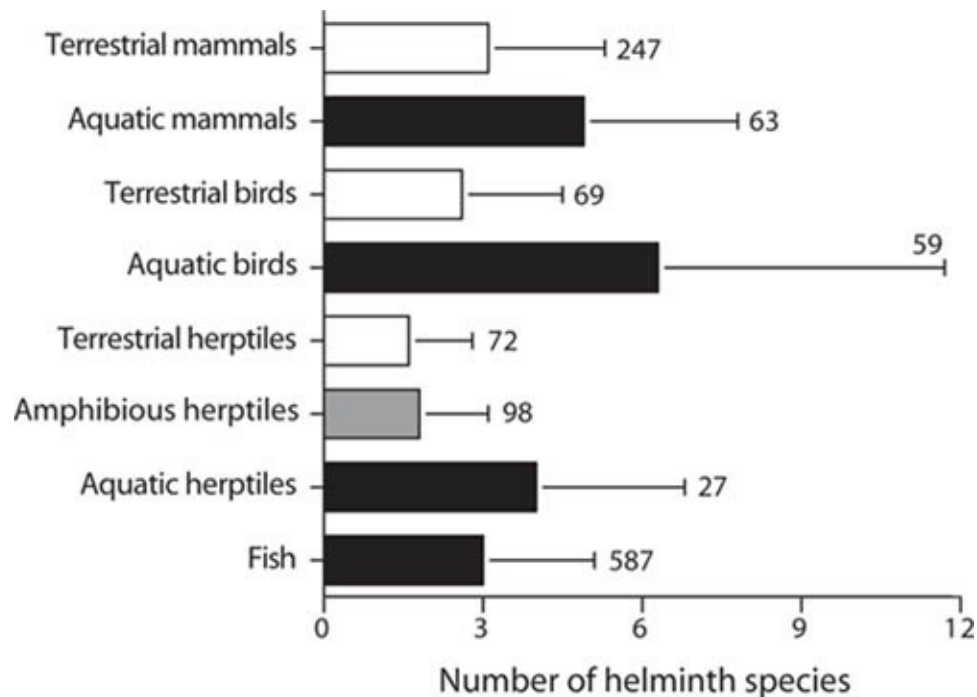 Terrestrial mammals 247
Aquatic mammals 63
Terrestrial birds 69
Aquatic birds 59
Terrestrial herptiles 72
Amphibious herptiles 98
Aquatic herptiles 27
Fish 587
0 3 6 9 12
Number of helminth species